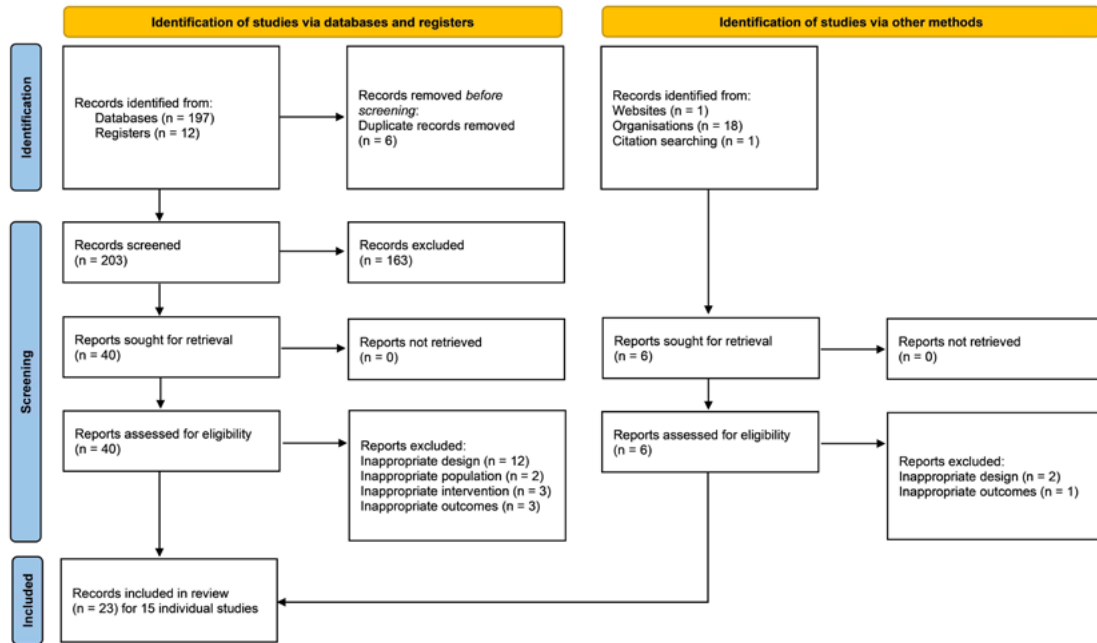 Identification of studies via databases and registers
Identification of studies via other methods
Identification
Records identified from:
Databases (n = 197)
Registers (n = 12)
Records removed before
screening:
Duplicate records removed
(n = 6)
Records identified from:
Websites (n = 1)
Organisations (n = 18)
Citation searching (n = 1)
Screening
Records screened
(n = 203)
Records excluded
(n = 163)
Reports sought for retrieval
(n = 40)
Reports not retrieved
(n = 0)
Reports sought for retrieval
(n = 6)
Reports not retrieved
(n = 0)
Reports assessed for eligibility
(n = 40)
Reports excluded:
Inappropriate design (n = 12)
Inappropriate population (n = 2)
Inappropriate intervention (n = 3)
Inappropriate outcomes (n = 3)
Reports assessed for eligibility
(n = 6)
Reports excluded:
Inappropriate design (n = 2)
Inappropriate outcomes (n = 1)
Included
Records included in review
(n = 23) for 15 individual studies